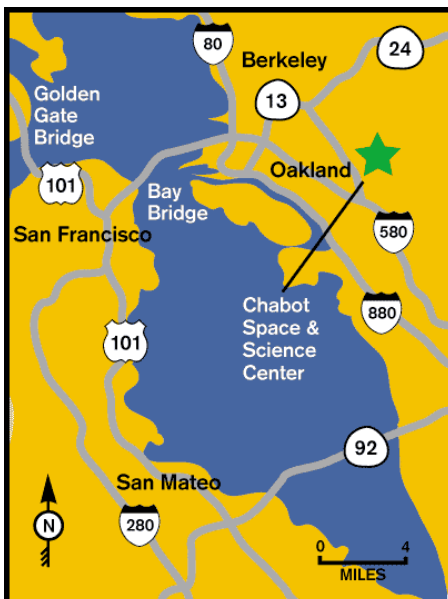 80
24
Berkeley
Golden
Gate
Bridge
13
101
Oakland
Bay
Bridge
San Francisco
580
Chabot
Space &
Science
Center
880
101
92
San Mateo
N
280
0 4
MILES